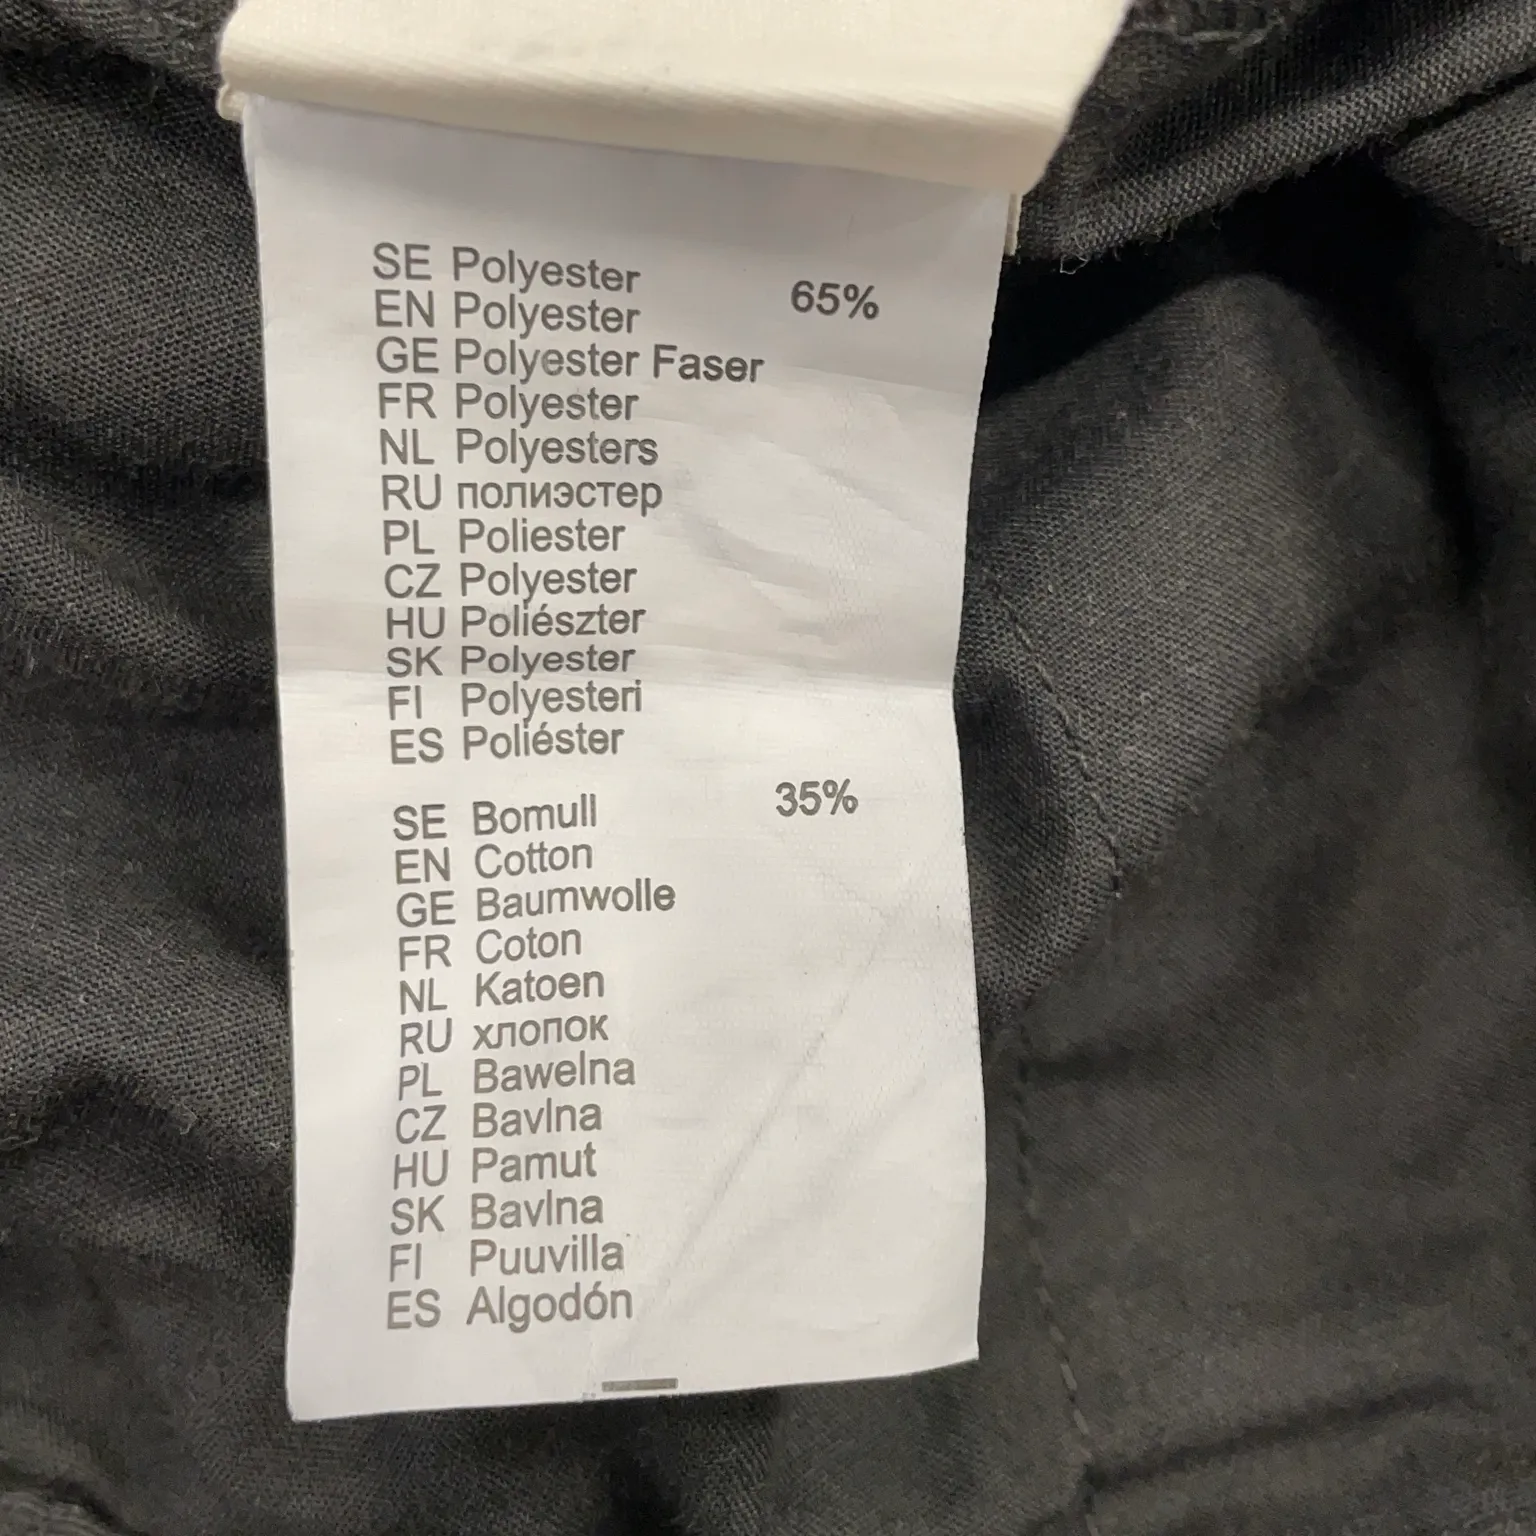 SE Polyester 65%
EN Polyester
GE Polyester Faser
FR Polyester
NL Polyesters
RU полиэстер
PL Poliester
CZ Polyester
HU Poliészter
SK Polyester
FI Polyesteri
ES Poliéster
SE Bomull 35%
EN Cotton
GE Baumwolle
FR Coton
NL Katoen
RU хлопок
PL Bawelna
CZ Bavlna
HU Pamut
SK Bavlna
FI Puuvilla
ES Algodón